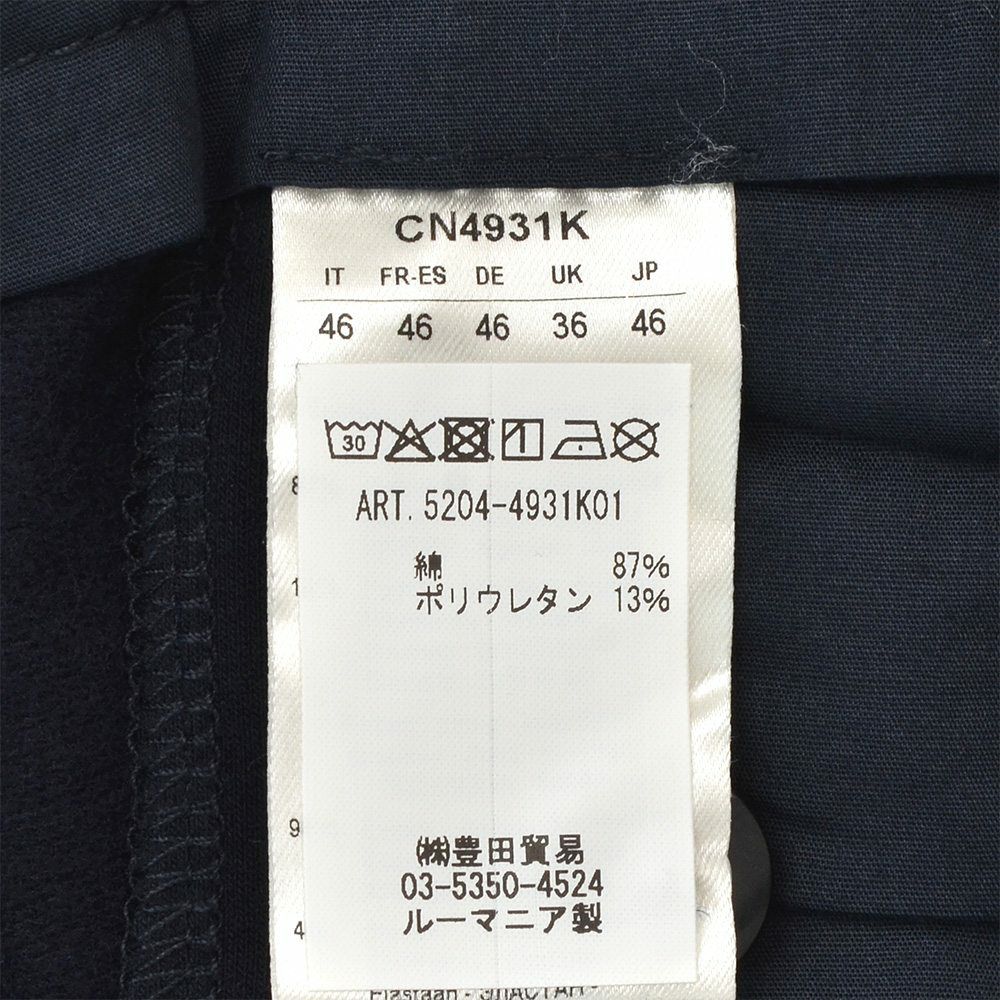 CN4931K
IT FR-ES DE UK JP
46 46 46 36 46
30
ART. 5204-4931K01
綿 87%
ポリウレタン 13%
㈱豊田貿易
03-5350-4524
ルーマニア製